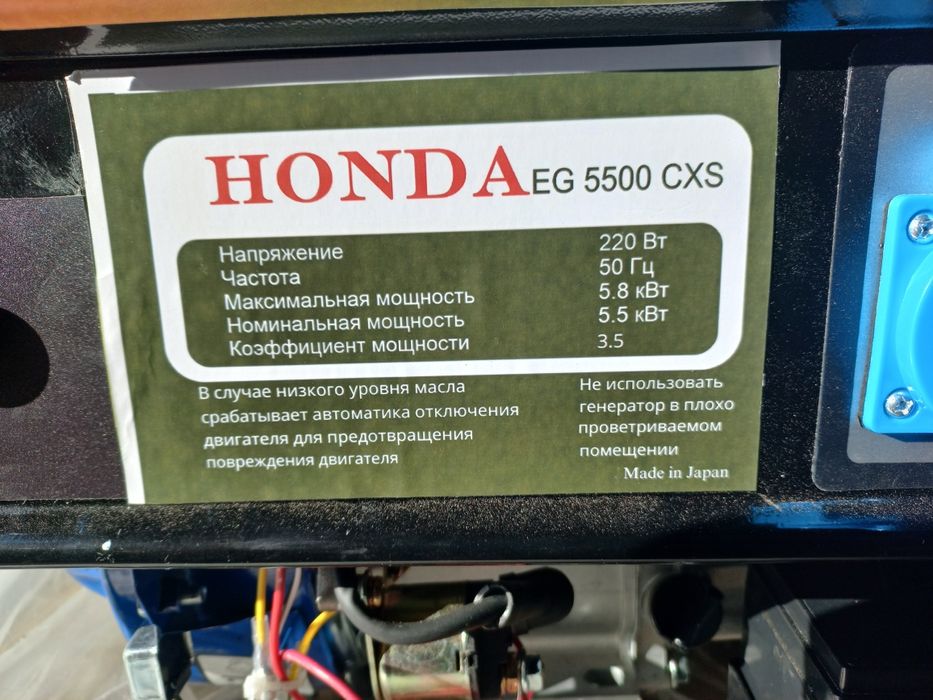 HONDA EG 5500 CXS
Напряжение 220 Вт
Частота 50 Гц
Максимальная мощность 5.8 кВт
Номинальная мощность 5.5 кВт
Коэффициент мощности 3.5
В случае низкого уровня масла
срабатывает автоматика отключения
двигателя для предотвращения
повреждения двигателя
Не использовать
генератор в плохо
проветриваемом
помещении
Made in Japan